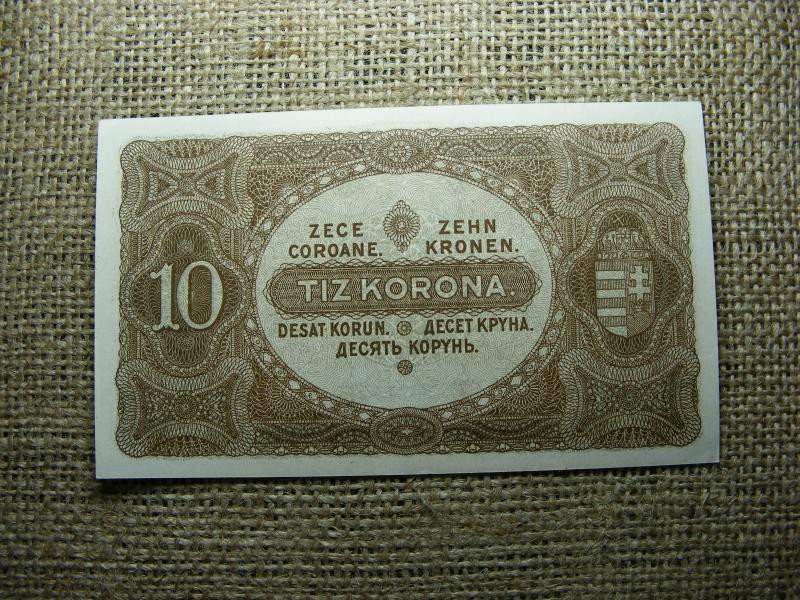 ZECE ZEHN
COROANE. KRONEN.
10
TIZ KORONA.
DESAT KORUN. ДЕСЕТ КРУНА.
ДЕСЯТЬ КОРУНЬ.